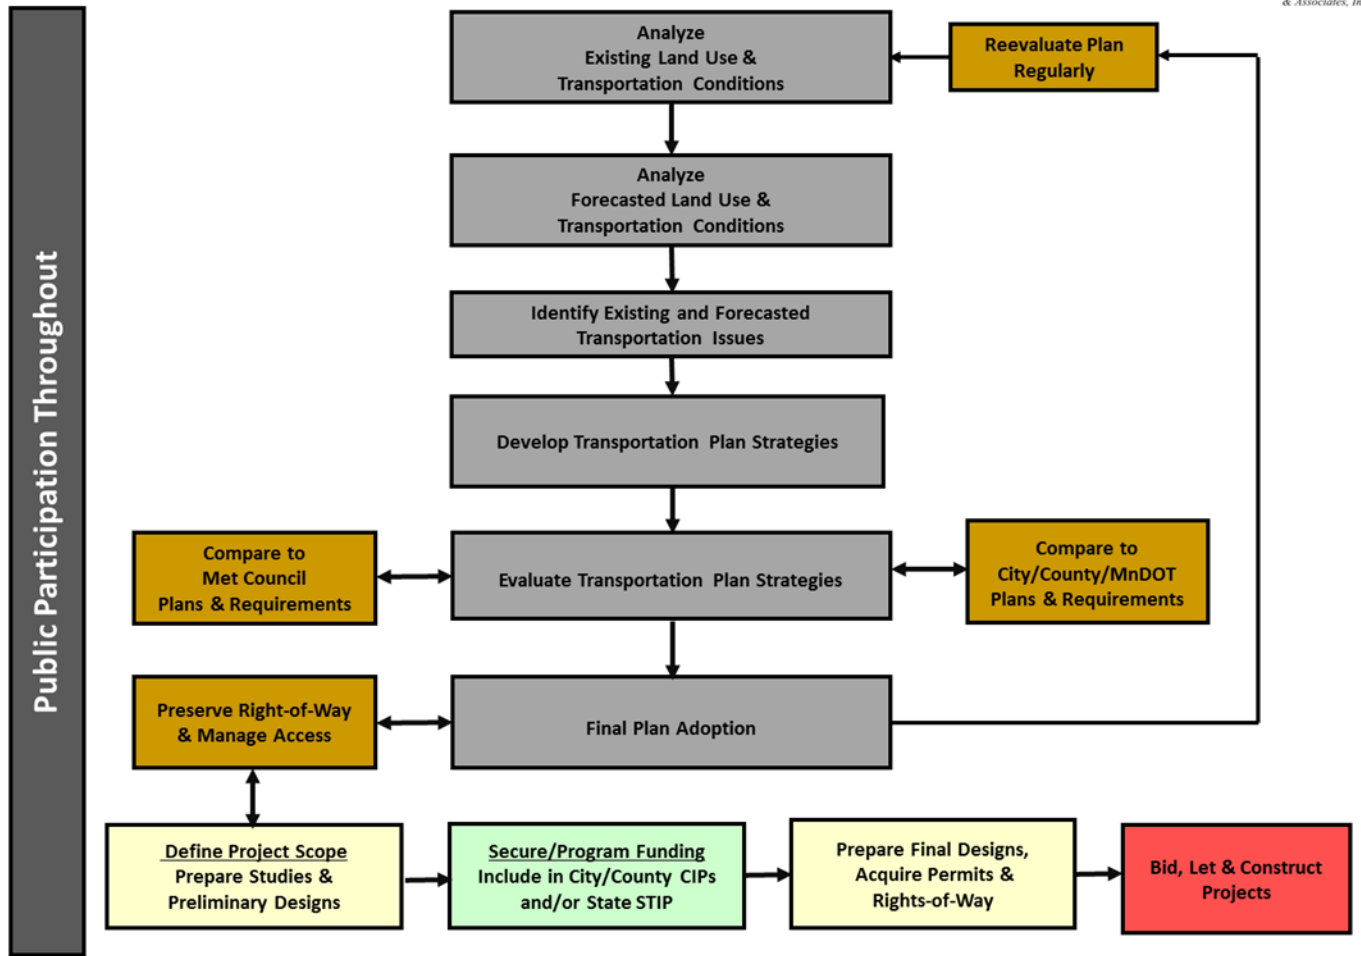 & Associates, In
Public Participation Throughout
Analyze
Existing Land Use &
Transportation Conditions
Reevaluate Plan
Regularly
Analyze
Forecasted Land Use &
Transportation Conditions
Identify Existing and Forecasted
Transportation Issues
Develop Transportation Plan Strategies
Compare to
Met Council
Plans & Requirements
Evaluate Transportation Plan Strategies
Compare to
City/County/MnDOT
Plans & Requirements
Preserve Right-of-Way
& Manage Access
Final Plan Adoption
Define Project Scope
Prepare Studies &
Preliminary Designs
Secure/Program Funding
Include in City/County CIPs
and/or State STIP
Prepare Final Designs,
Acquire Permits &
Rights-of-Way
Bid, Let & Construct
Projects